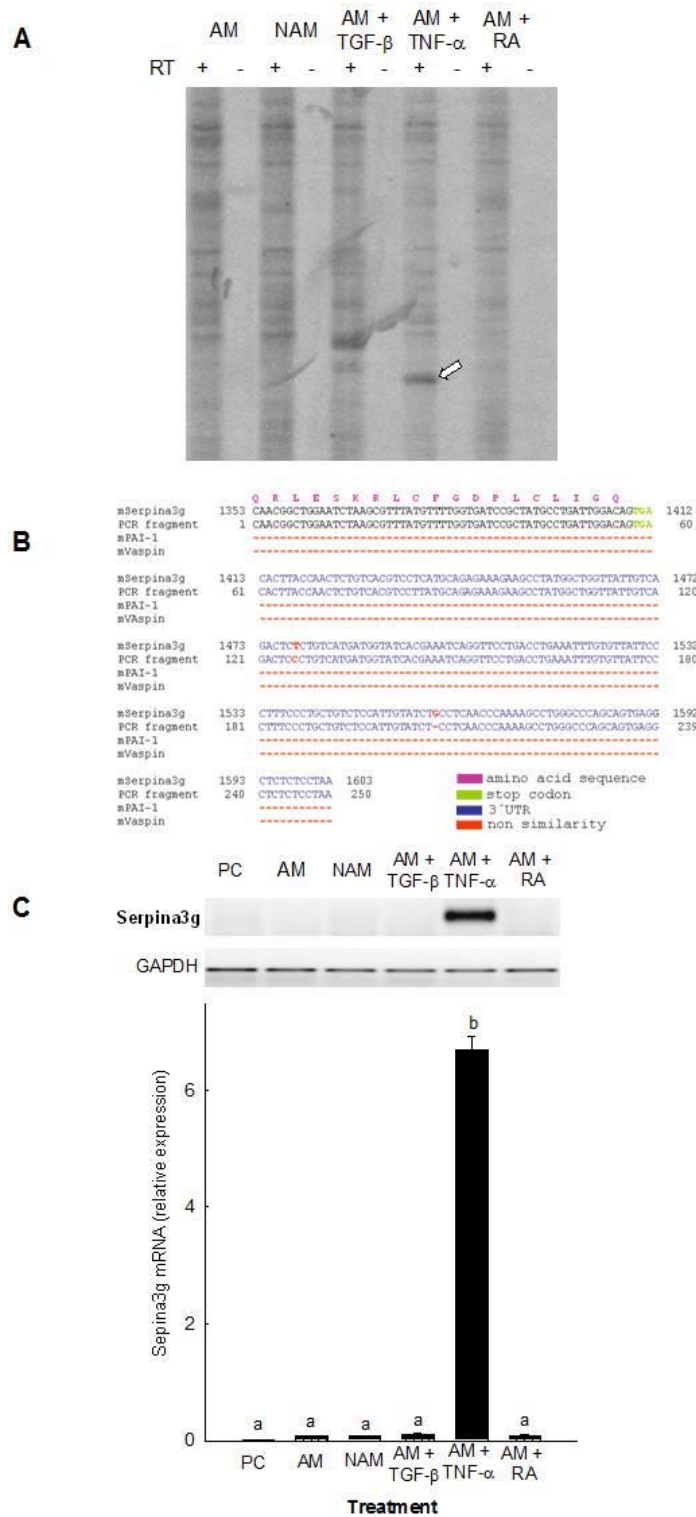 A
AM NAM AM + TGF-β AM + TNF-α AM + RA
RT + - + - + - + - + -
B
Q R L E S K R L C F G D P L C L I G Q
mSerpina3g 1353 CAACGGCTGGAATCTAAGCGTTTATGTTTTGGTGATCCGCTATGCCTGATTGGACAGTGA 1412
PCR fragment 1 CAACGGCTGGAATCTAAGCGTTTATGTTTTGGTGATCCGCTATGCCTGATTGGACAGTGA 60
mPAI-1 ------------------------------------------------------------
mVaspin ------------------------------------------------------------
mSerpina3g 1413 CACTTACCAACTCTGTCACGTCCTCATGCAGAGAAAGAAGCCTATGGCTGGTTATTGTCA 1472
PCR fragment 61 CACTTACCAACTCTGTCACGTCCTTATGCAGAGAAAGAAGCCTATGGCTGGTTATTGTCA 120
mPAI-1 ------------------------------------------------------------
mVAspin ------------------------------------------------------------
mSerpina3g 1473 GACTCTCTGTCATGATGGTATCACGAAATCAGGTTCCTGACCTGAAATTTGTGTTATTCC 1532
PCR fragment 121 GACTCCCTGTCATGATGGTATCACGAAATCAGGTTCCTGACCTGAAATTTGTGTTATTCC 180
mPAI-1 ------------------------------------------------------------
mVaspin ------------------------------------------------------------
mSerpina3g 1533 CTTTCCCTGCTGTCTCCATTGTATCTGCCTCAACCCAAAAGCCTGGGCCCAGCAGTGAGG 1592
PCR fragment 181 CTTTCCCTGCTGTCTCCATTGTATCT-CCTCAACCCAAAAGCCTGGGCCCAGCAGTGAGG 239
mPAI-1 ------------------------------------------------------------
mVaspin ------------------------------------------------------------
mSerpina3g 1593 CTCTCTCCTAA 1603
PCR fragment 240 CTCTCTCCTAA 250
mPAI-1 -----------
mVaspin -----------
amino acid sequence
stop codon
3´UTR
non similarity
C
PC AM NAM AM + TGF-β AM + TNF-α AM + RA
Serpina3g
GAPDH
Sepina3g mRNA (relative expression)
6
4
2
0
a a a a b a
PC AM NAM AM + TGF-β AM + TNF-α AM + RA
Treatment